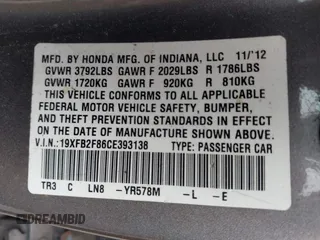 MFD. BY HONDA MFG. OF INDIANA, LLC 11/'12
GVWR 3792LBS GAWR F 2029LBS R 1786LBS
GVWR 1720KG GAWR F 920KG R 810KG
THIS VEHICLE CONFORMS TO ALL APPLICABLE
FEDERAL MOTOR VEHICLE SAFETY, BUMPER,
AND THEFT PREVENTION STANDARDS IN EFFECT
ON THE DATE OF MANUFACTURE SHOWN ABOVE.
V.I.N.: 19XFB2F86CE393138 TYPE: PASSENGER CAR
TR3 C LN8 -YR578M -L -E
DREAMBID